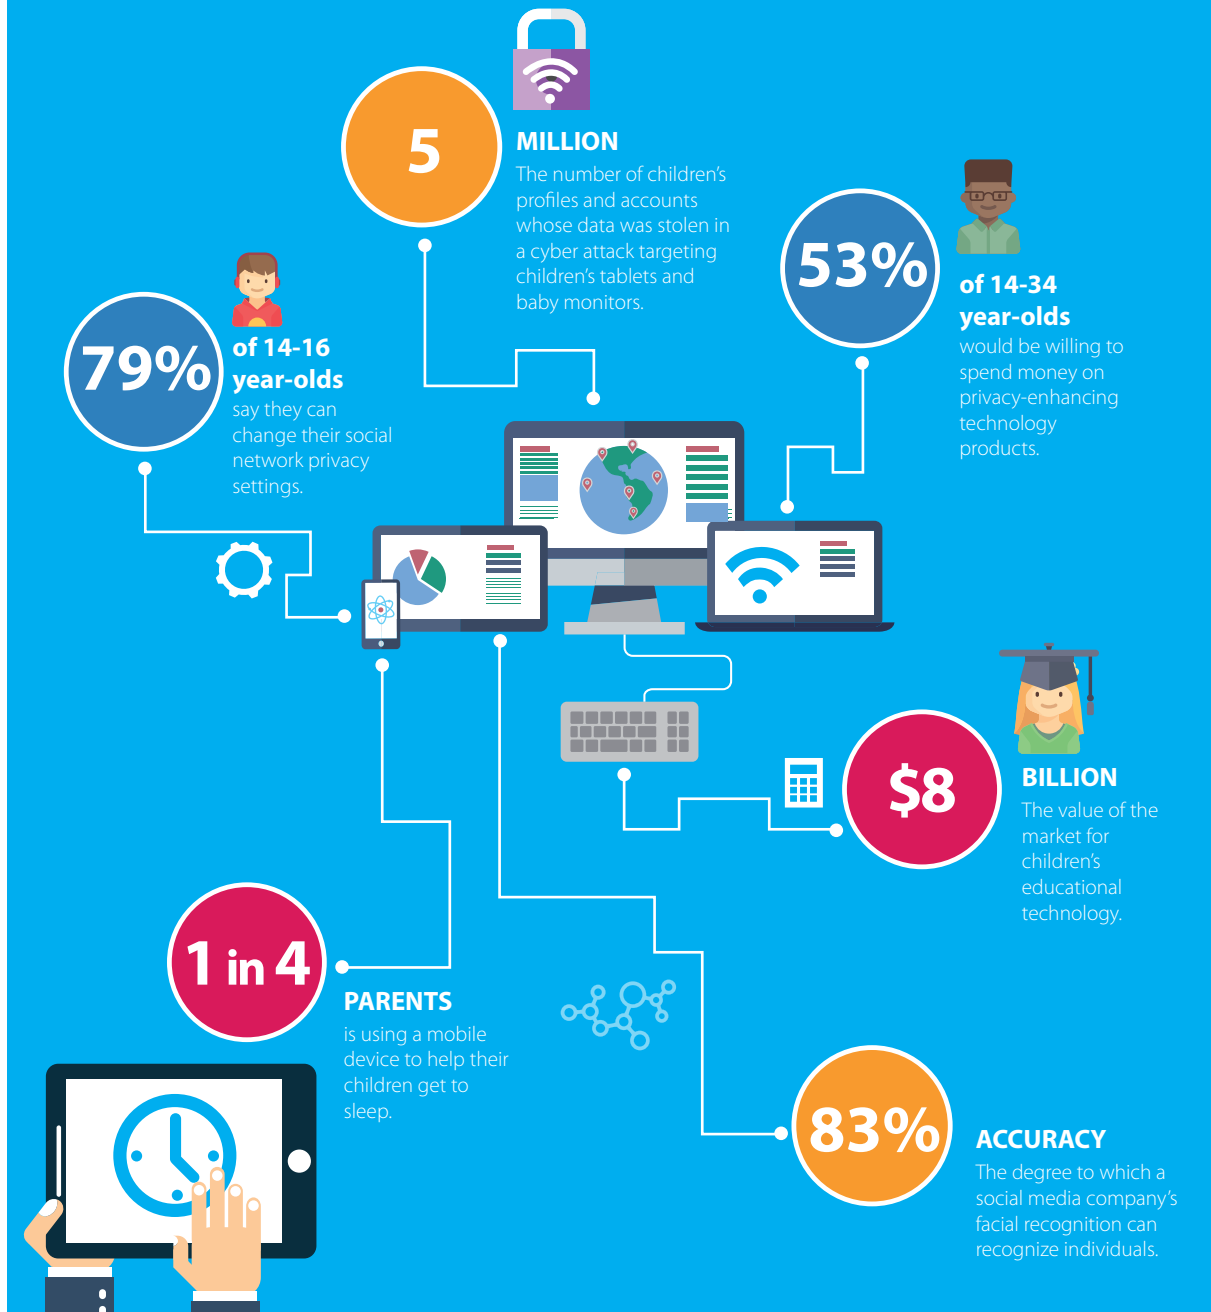 5
MILLION
The number of children's
profiles and accounts
whose data was stolen in
a cyber attack targeting
children's tablets and
baby monitors.
53%
of 14-34
year-olds
would be willing to
spend money on
privacy-enhancing
technology
products.
79%
of 14-16
year-olds
say they can
change their social
network privacy
settings.
$8
BILLION
The value of the
market for
children's
educational
technology.
1 in 4
PARENTS
is using a mobile
device to help their
children get to
sleep.
83%
ACCURACY
The degree to which a
social media company's
facial recognition can
recognize individuals.